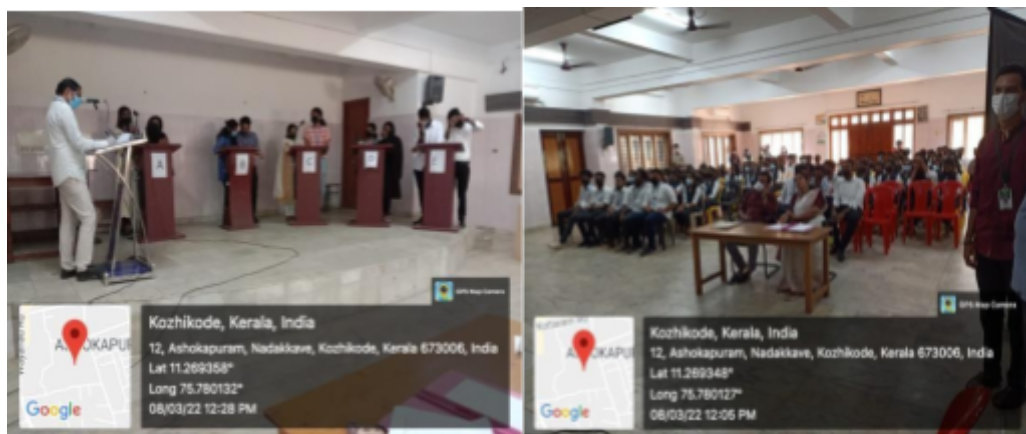 A
B
C
D
E
GPS Map Camera
Kozhikode, Kerala, India
12, Ashokapuram, Nadakkave, Kozhikode, Kerala 673006, India
Lat 11.269358°
Long 75.780132°
08/03/22 12:28 PM
Google
GPS Map Camera
Kozhikode, Kerala, India
12, Ashokapuram, Nadakkave, Kozhikode, Kerala 673006, India
Lat 11.269348°
Long 75.780127°
08/03/22 12:05 PM
Google